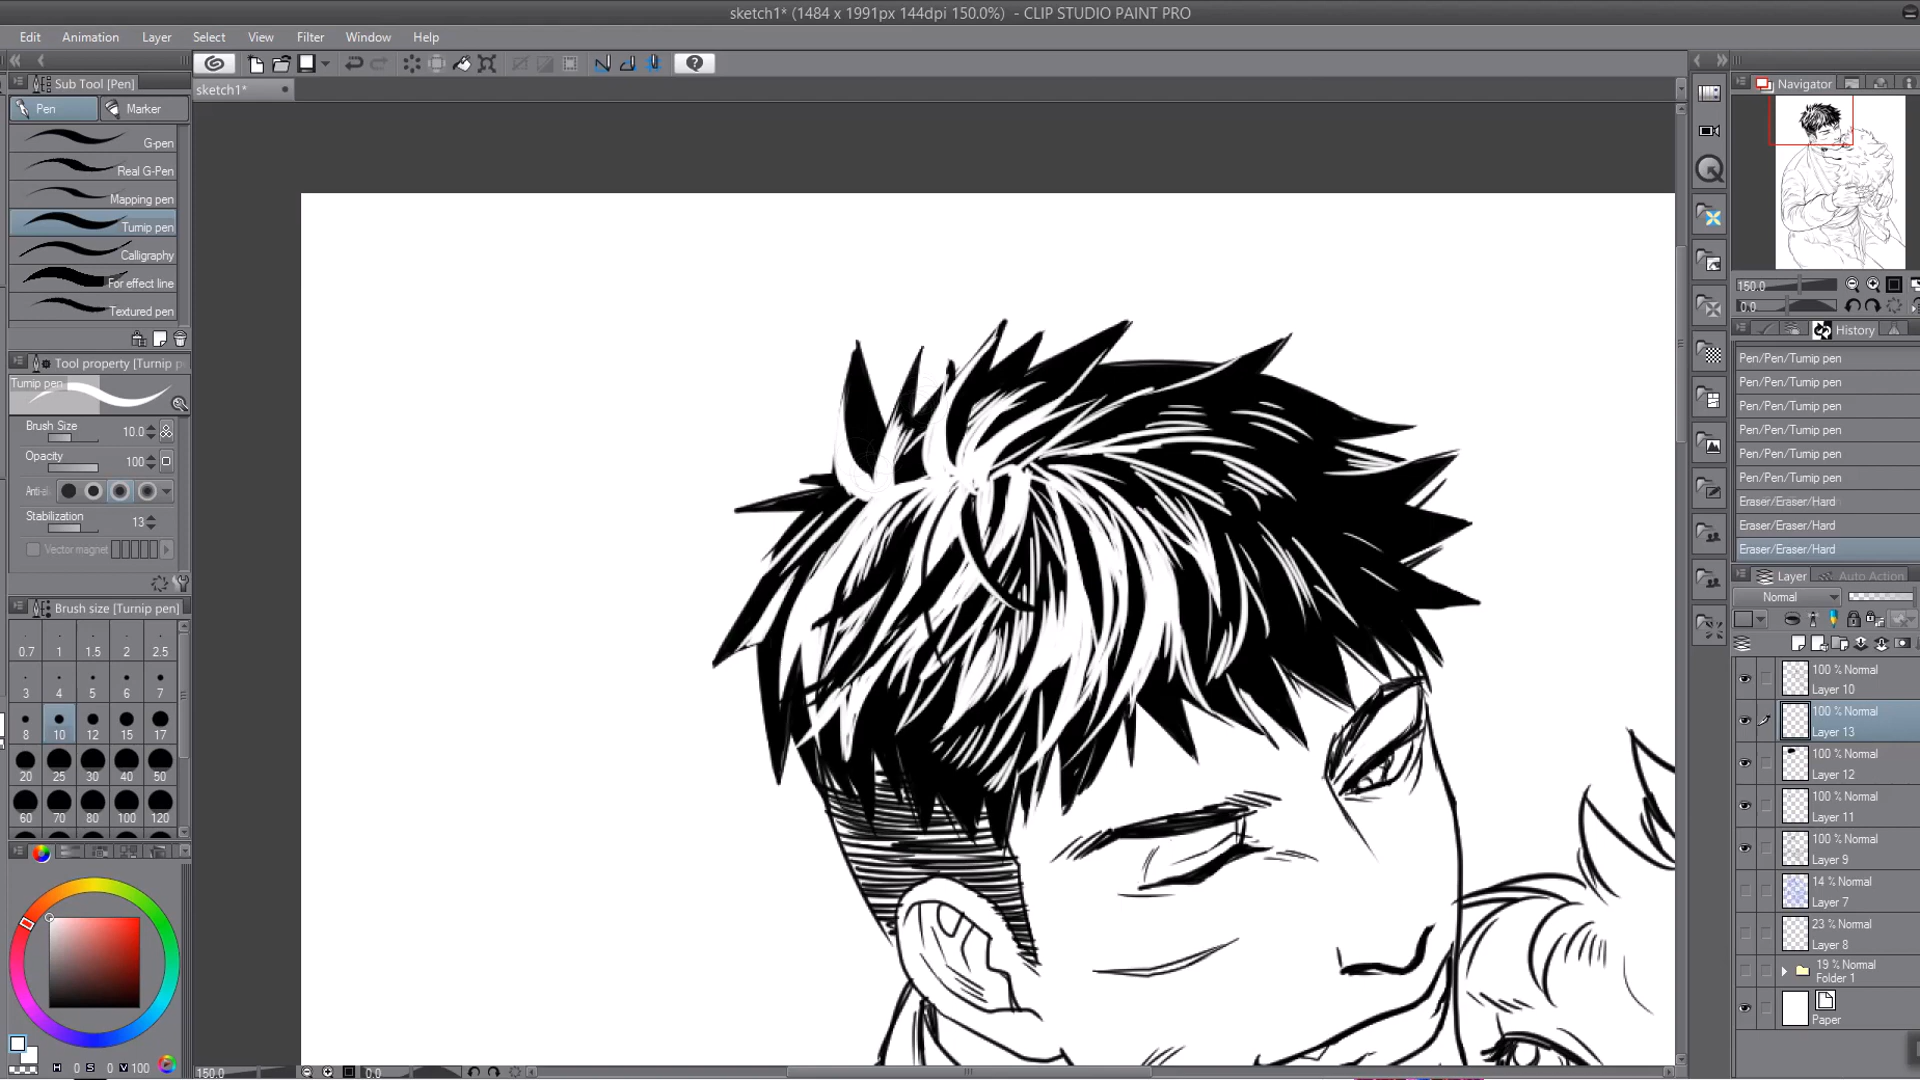 sketch1* (1484 x 1991px 144dpi 150.0%) - CLIP STUDIO PAINT PRO
Edit Animation Layer Select View Filter Window Help
Sub Tool [Pen]
sketch1*
Pen Marker
G-pen
Real G-Pen
Mapping pen
Turnip pen
Calligraphy
For effect line
Textured pen
Tool property [Turnip p
Turnip pen
Brush Size 10.0
Opacity 100
Anti-ali
Stabilization 13
Vector magnet
Brush size [Turnip pen]
0.7 1 1.5 2 2.5
3 4 5 6 7
8 10 12 15 17
20 25 30 40 50
60 70 80 100 120
H 0 S 0 V 100
150.0 0.0
Navigator
150.0
0.0
History
Pen/Pen/Turnip pen
Pen/Pen/Turnip pen
Pen/Pen/Turnip pen
Pen/Pen/Turnip pen
Pen/Pen/Turnip pen
Pen/Pen/Turnip pen
Eraser/Eraser/Hard
Eraser/Eraser/Hard
Eraser/Eraser/Hard
Layer Auto Action
Normal
100 % Normal
Layer 10
100 % Normal
Layer 13
100 % Normal
Layer 12
100 % Normal
Layer 11
100 % Normal
Layer 9
14 % Normal
Layer 7
23 % Normal
Layer 8
19 % Normal
Folder 1
Paper